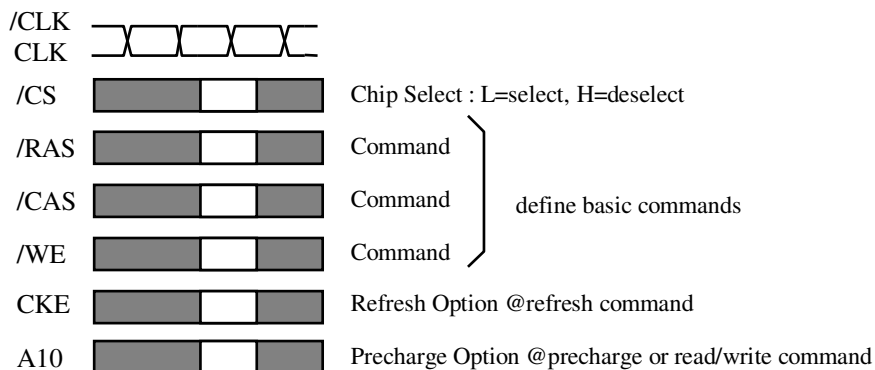 /CLK
CLK
/CS Chip Select : L=select, H=deselect
/RAS Command
/CAS Command define basic commands
/WE Command
CKE Refresh Option @refresh command
A10 Precharge Option @precharge or read/write command